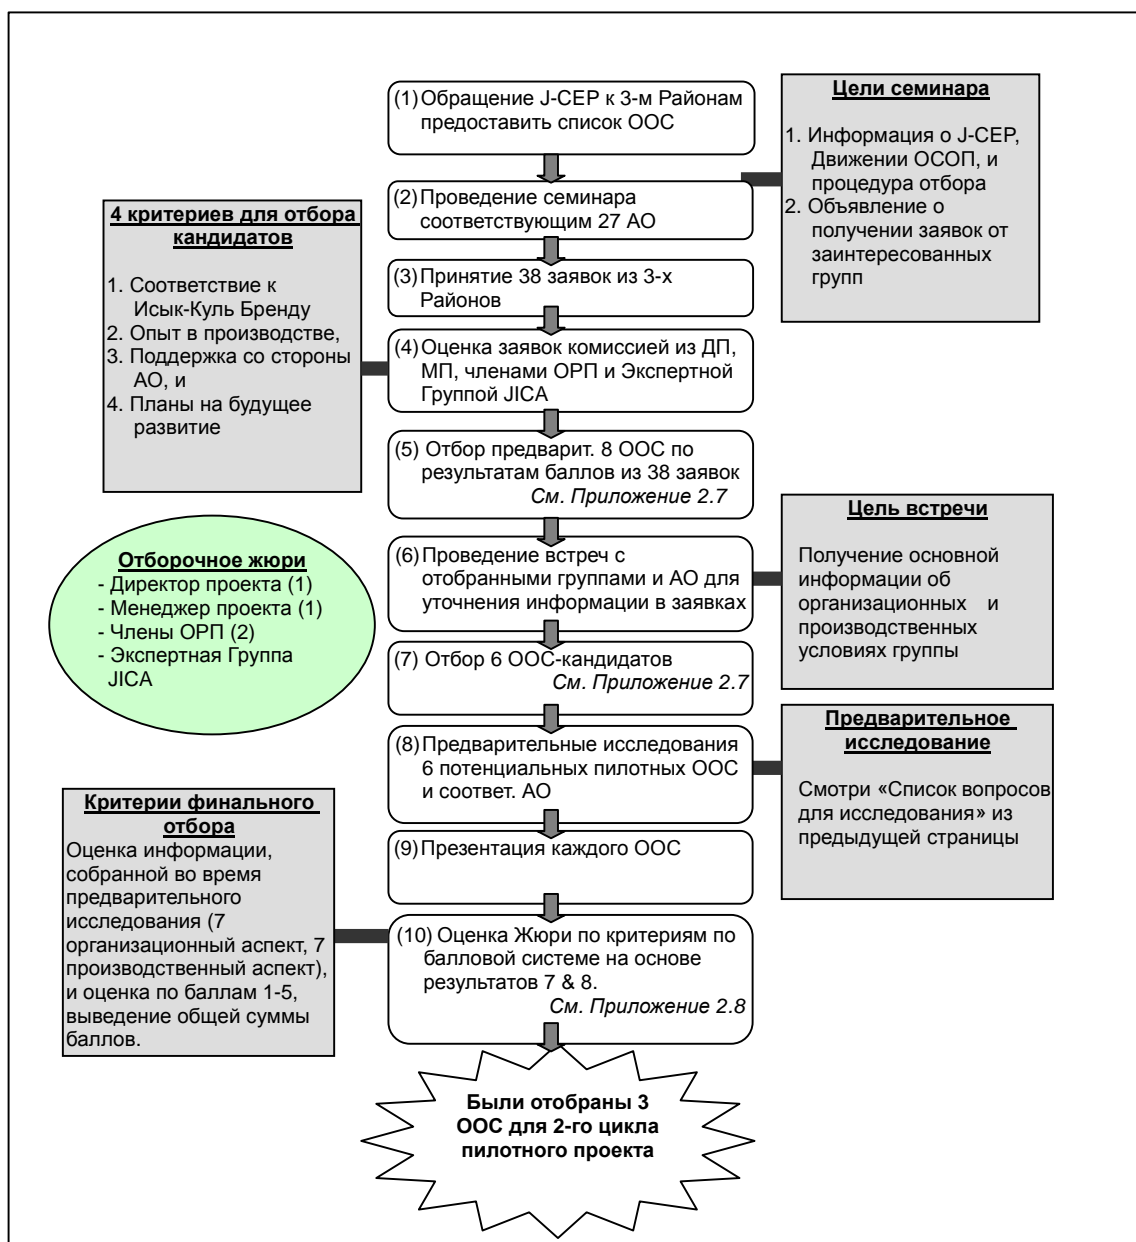 (1) Обращение J-CEP к 3-м Районам
предоставить список ООС
Цели семинара
1. Информация о J-CEP,
Движении ОСОП, и
процедура отбора
2. Объявление о
получении заявок от
заинтересованных
групп
(2) Проведение семинара
соответствующим 27 АО
4 критериев для отбора
кандидатов
1. Соответствие к
Исык-Куль Бренду
2. Опыт в производстве,
3. Поддержка со стороны
АО, и
4. Планы на будущее
развитие
(3) Принятие 38 заявок из 3-х
Районов
(4) Оценка заявок комиссией из ДП,
МП, членами ОРП и Экспертной
Группой JICA
(5) Отбор предварит. 8 ООС по
результатам баллов из 38 заявок
См. Приложение 2.7
Цель встречи
Получение основной
информации об
организационных и
производственных
условиях группы
Отборочное жюри
- Директор проекта (1)
- Менеджер проекта (1)
- Члены ОРП (2)
- Экспертная Группа
JICA
(6) Проведение встреч с
отобранными группами и АО для
уточнения информации в заявках
(7) Отбор 6 ООС-кандидатов
См. Приложение 2.7
Предварительное
исследование
Смотри «Список вопросов
для исследования» из
предыдущей страницы
(8) Предварительные исследования
6 потенциальных пилотных ООС
и соответ. АО
Критерии финального
отбора
Оценка информации,
собранной во время
предварительного
исследования (7
организационный аспект, 7
производственный аспект),
и оценка по баллам 1-5,
выведение общей суммы
баллов.
(9) Презентация каждого ООС
(10) Оценка Жюри по критериям по
балловой системе на основе
результатов 7 & 8.
См. Приложение 2.8
Были отобраны 3
ООС для 2-го цикла
пилотного проекта